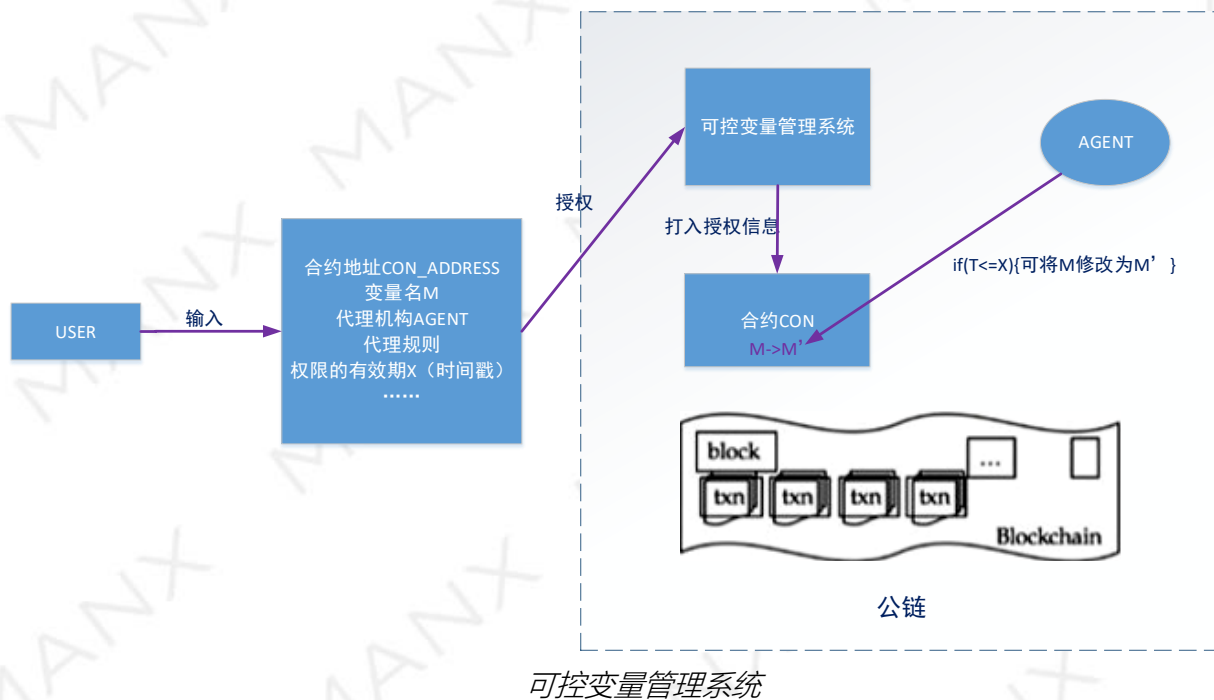 MANX
MANX
可控变量管理系统
AGENT
授权
打入授权信息
合约地址CON_ADDRESS
变量名M
代理机构AGENT
代理规则
权限的有效期X（时间戳）
······
if(T<=X){可将M修改为M’ }
USER
输入
合约CON
M->M’
block
...
txn
txn
txn
txn
Blockchain
公链
MANX
MANX
可控变量管理系统